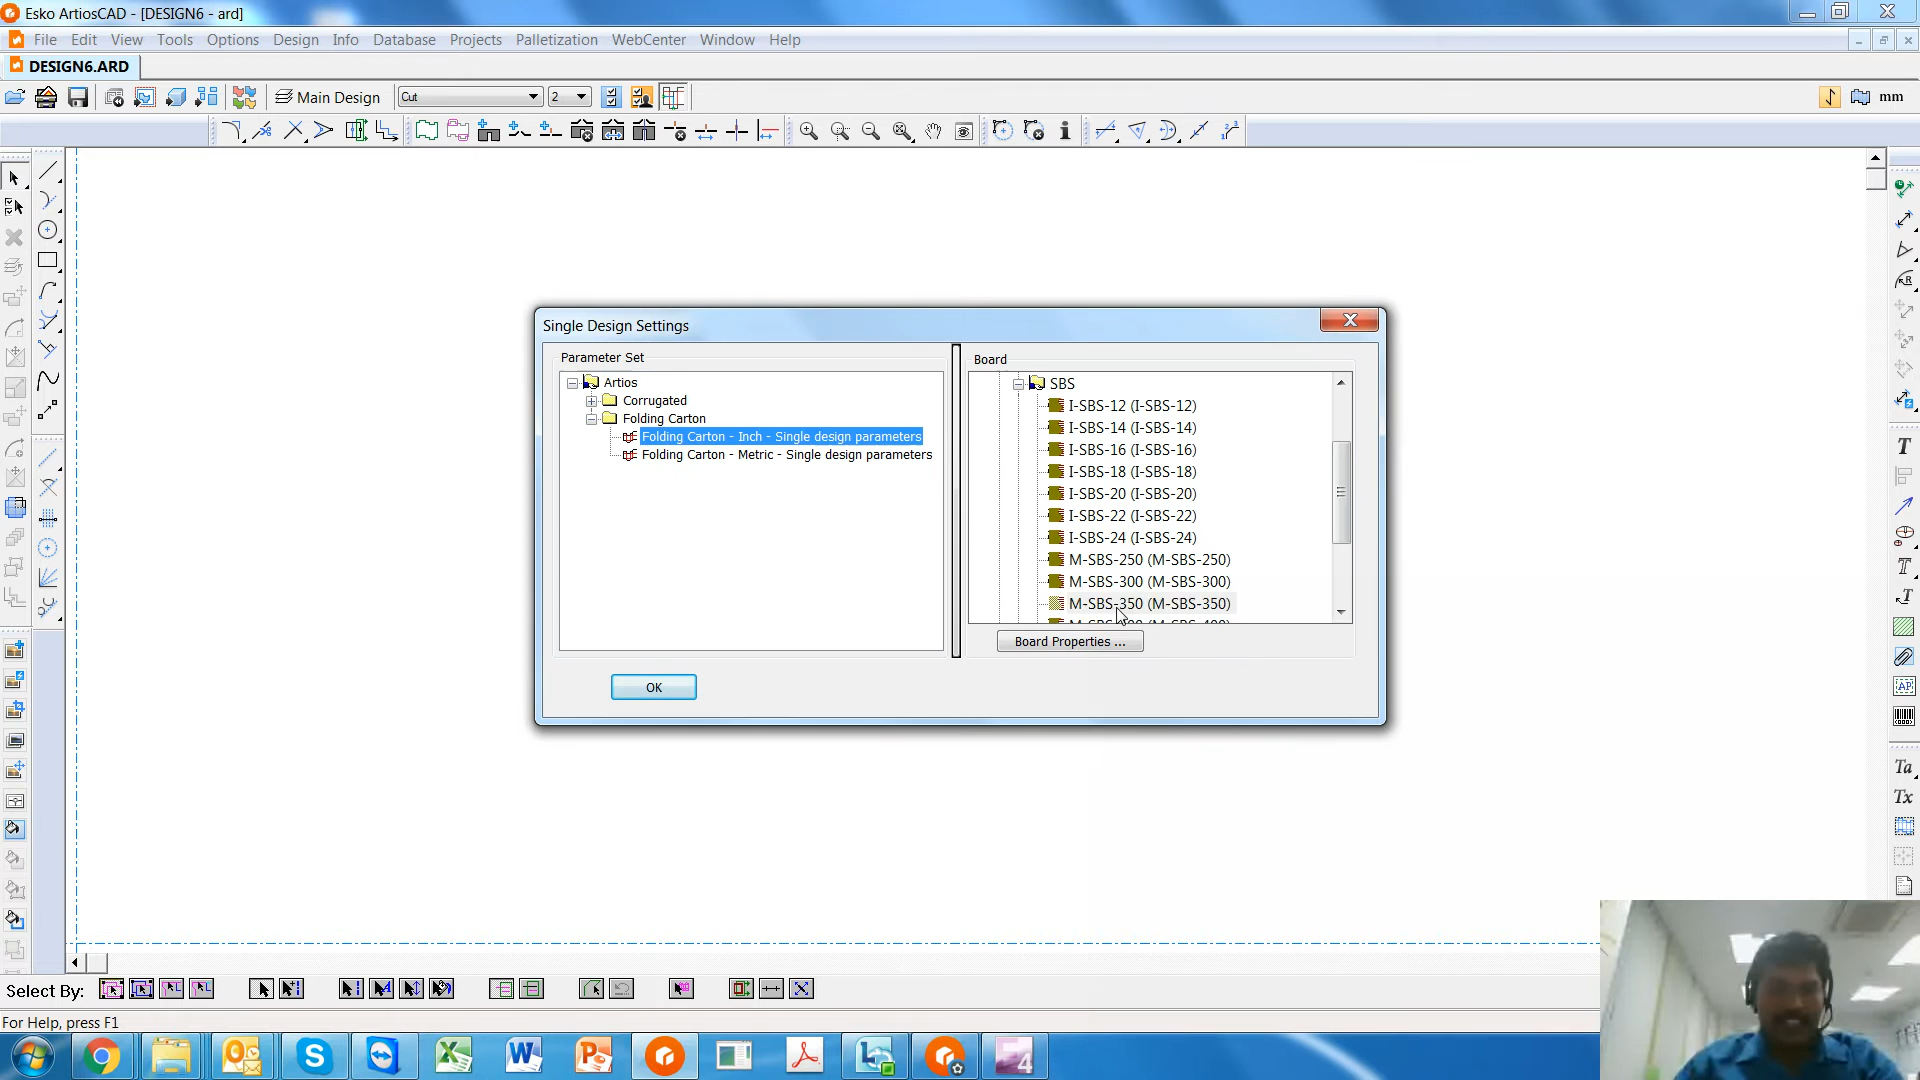 Esko ArtiosCAD - [DESIGN6 - ard]
File Edit View Tools Options Design Info Database Projects Palletization WebCenter Window Help
DESIGN6.ARD
Main Design Cut 2 mm
Single Design Settings
Parameter Set
Artios
Corrugated
Folding Carton
Folding Carton - Inch - Single design parameters
Folding Carton - Metric - Single design parameters
Board
SBS
I-SBS-12 (I-SBS-12)
I-SBS-14 (I-SBS-14)
I-SBS-16 (I-SBS-16)
I-SBS-18 (I-SBS-18)
I-SBS-20 (I-SBS-20)
I-SBS-22 (I-SBS-22)
I-SBS-24 (I-SBS-24)
M-SBS-250 (M-SBS-250)
M-SBS-300 (M-SBS-300)
M-SBS-350 (M-SBS-350)
Board Properties ...
OK
Select By:
For Help, press F1